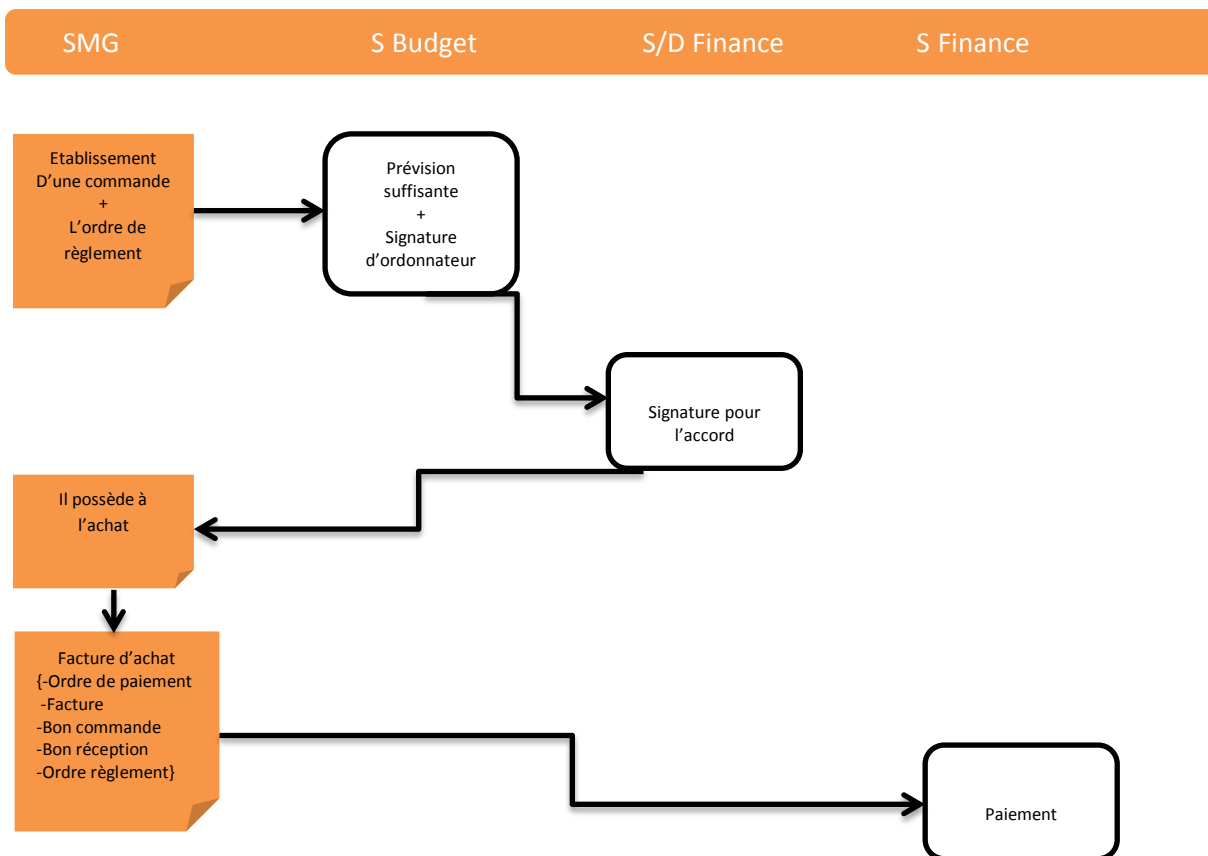 SMG S Budget S/D Finance S Finance
Etablissement
D’une commande
+
L’ordre de
règlement
Prévision
suffisante
+
Signature
d’ordonnateur
Signature pour
l’accord
Il possède à
l’achat
Facture d’achat
{-Ordre de paiement
-Facture
-Bon commande
-Bon réception
-Ordre règlement}
Paiement